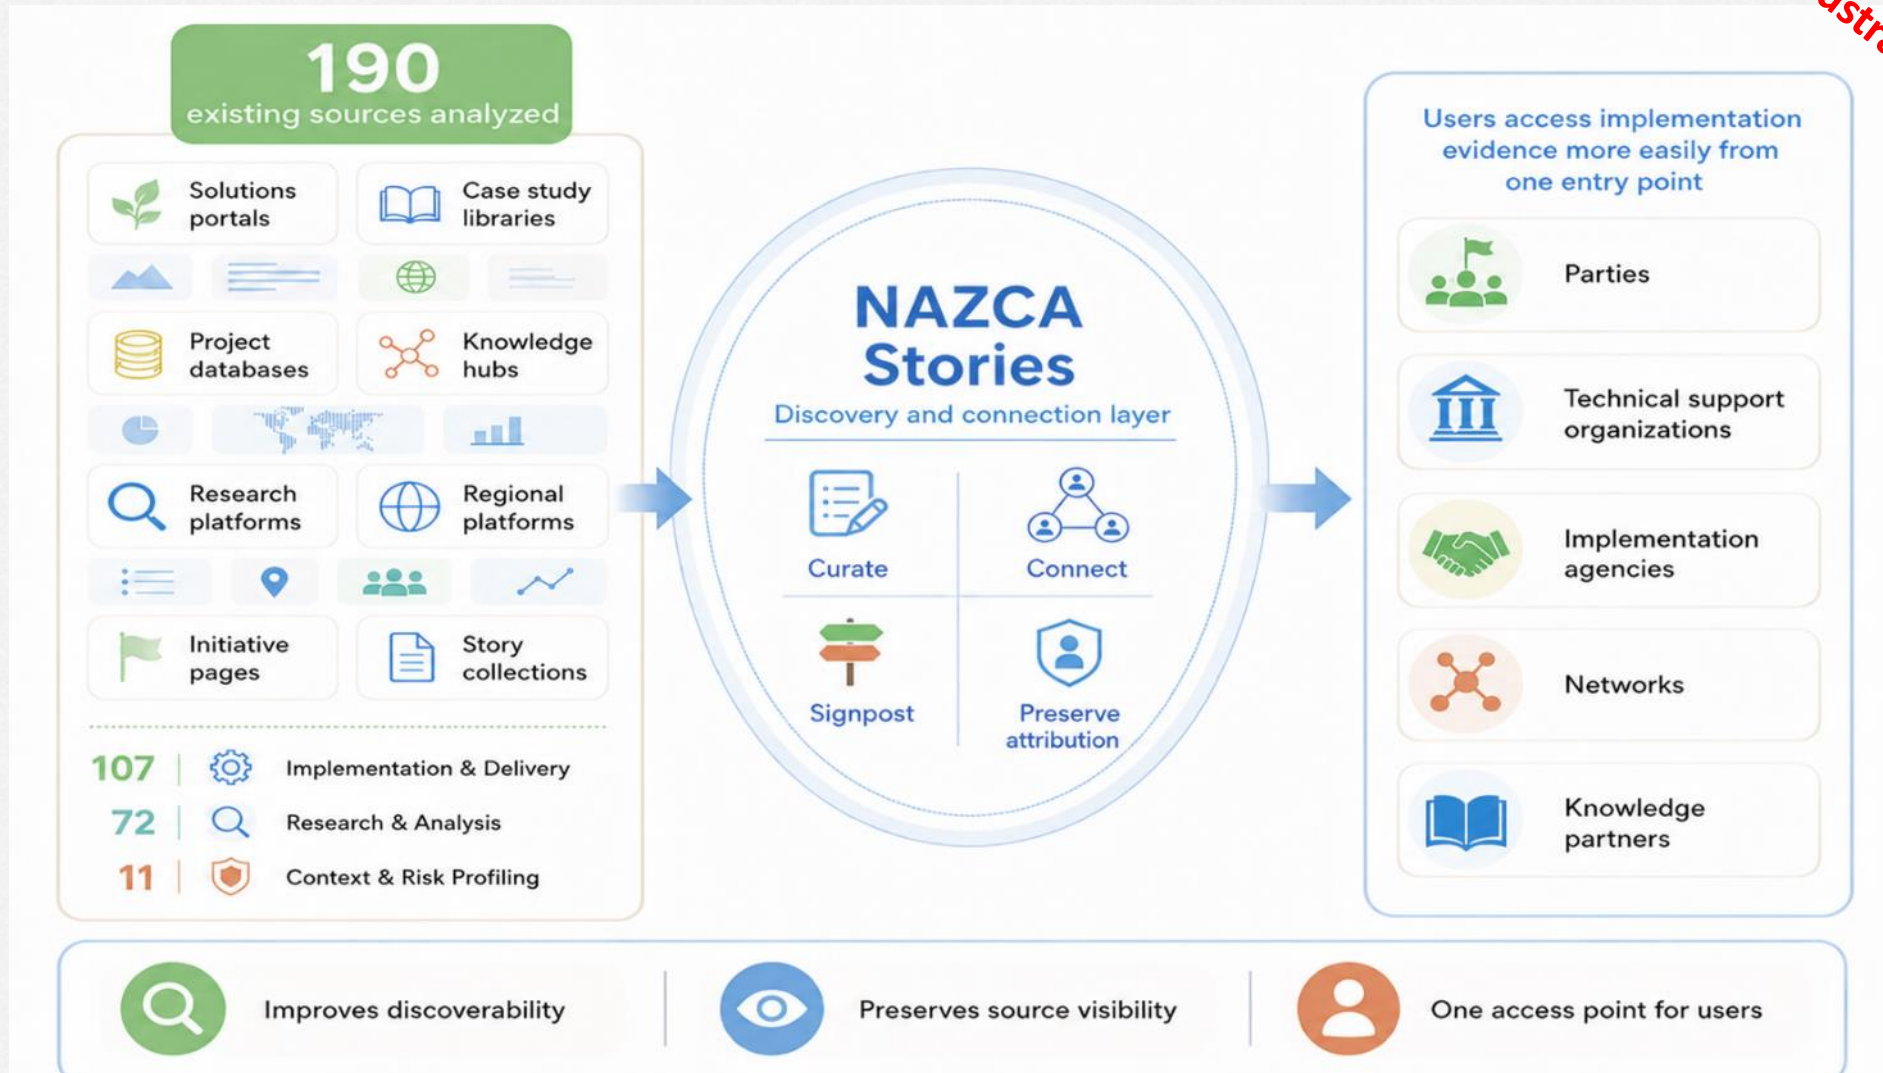 190
existing sources analyzed
Solutions
portals
Case study
libraries
Project
databases
Knowledge
hubs
Research
platforms
Regional
platforms
Initiative
pages
Story
collections
107
Implementation & Delivery
72
Research & Analysis
11
Context & Risk Profiling
NAZCA
Stories
Discovery and connection layer
Curate
Connect
Signpost
Preserve
attribution
Users access implementation
evidence more easily from
one entry point
Parties
Technical support
organizations
Implementation
agencies
Networks
Knowledge
partners
Improves discoverability
Preserves source visibility
One access point for users